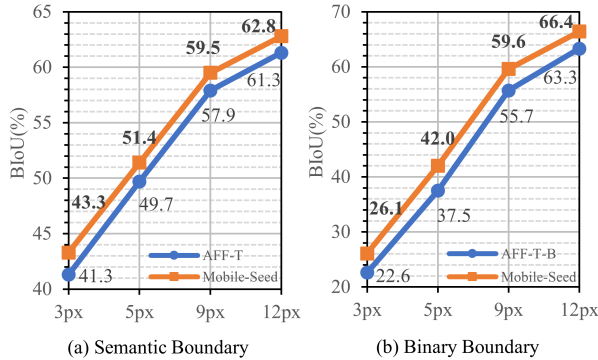 65
60
55
50
45
40
BIoU(%)
43.3
51.4
59.5
62.8
41.3
49.7
57.9
61.3
AFF-T
Mobile-Seed
3px 5px 9px 12px
(a) Semantic Boundary
70
60
50
40
30
20
BIoU(%)
26.1
42.0
59.6
66.4
22.6
37.5
55.7
63.3
AFF-T-B
Mobile-Seed
3px 5px 9px 12px
(b) Binary Boundary